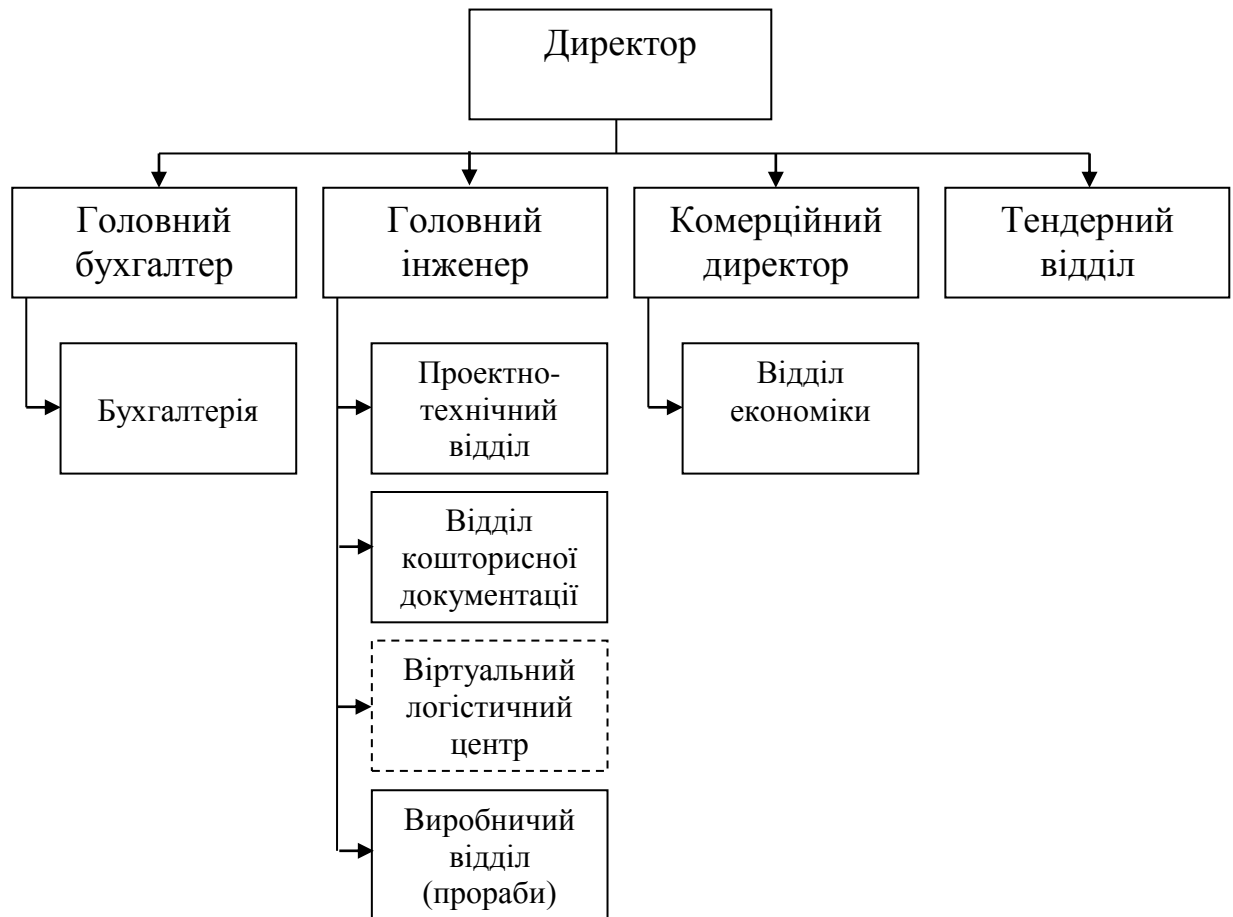 Директор
Головний
бухгалтер
Головний
інженер
Комерційний
директор
Тендерний
відділ
Бухгалтерія
Проектно-
технічний
відділ
Відділ
економіки
Відділ
кошторисної
документації
Віртуальний
логістичний
центр
Виробничий
відділ
(прораби)